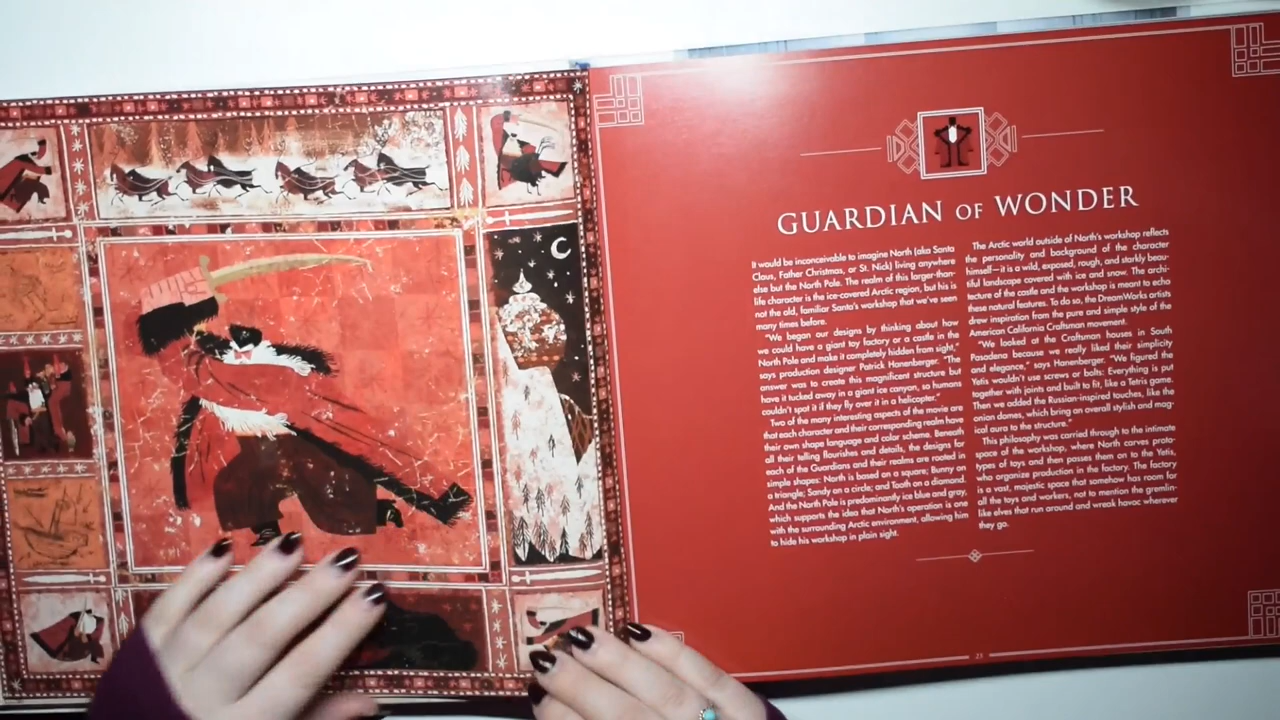 GUARDIAN OF WONDER
It would be inconceivable to imagine North (aka Santa
Claus, Father Christmas, or St. Nick) living anywhere
else but the North Pole. The realm of this larger-than-
life character is the ice-covered Arctic region, but his is
not the old, familiar Santa's workshop that we've seen
many times before.
"We began our designs by thinking about how
we could have a giant toy factory or a castle in the
North Pole and make it completely hidden from sight,"
says production designer Patrick Hanenberger. "The
answer was to create this magnificent structure but
have it tucked away in a giant ice canyon, so humans
couldn't spot it if they fly over it in a helicopter."
Two of the many interesting aspects of the movie are
that each character and their corresponding realm have
their own shape language and color scheme. Beneath
all their telling flourishes and details, the designs for
each of the Guardians and their realms are rooted in
simple shapes: North is based on a square; Bunny on
a triangle; Sandy on a circle; and Tooth on a diamond.
And the North Pole is predominantly ice blue and gray,
which supports the idea that North's operation is one
with the surrounding Arctic environment, allowing him
to hide his workshop in plain sight.
The Arctic world outside of North's workshop reflects
the personality and background of the character
himself—it is a wild, exposed, rough, and starkly beau-
tiful landscape covered with ice and snow. The archi-
tecture of the castle and the workshop is meant to echo
these natural features. To do so, the DreamWorks artists
drew inspiration from the pure and simple style of the
American California Craftsman movement.
"We looked at the Craftsman houses in South
Pasadena because we really liked their simplicity
and elegance," says Hanenberger. "We figured the
Yetis wouldn't use screws or bolts: Everything is put
together with joints and built to fit, like a Tetris game.
Then we added the Russian-inspired touches, like the
onion domes, which bring an overall stylish and mag-
ical aura to the structure."
This philosophy was carried through to the intimate
space of the workshop, where North carves proto-
types of toys and then passes them on to the Yetis,
who organize production in the factory. The factory
is a vast, majestic space that somehow has room for
all the toys and workers, not to mention the gremlin-
like elves that run around and wreak havoc wherever
they go.
25